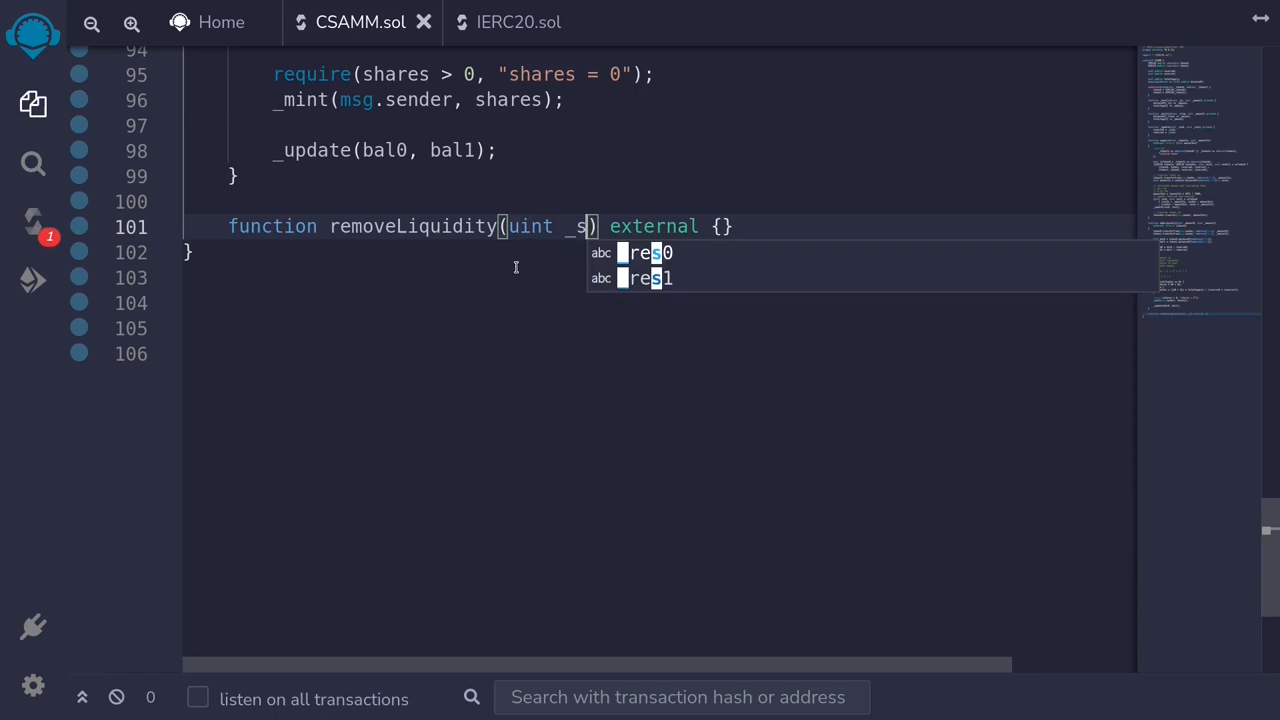 Home
CSAMM.sol
IERC20.sol
94
95 require(shares > 0, "shares = 0");
96 _mint(msg.sender, shares);
97
98 _update(bal0, bal1);
99 }
100
101 function removeLiquidity(uint _s) external {}
102 }
abc _res0
abc _res1
103
104
105
106
1
0
listen on all transactions
Search with transaction hash or address